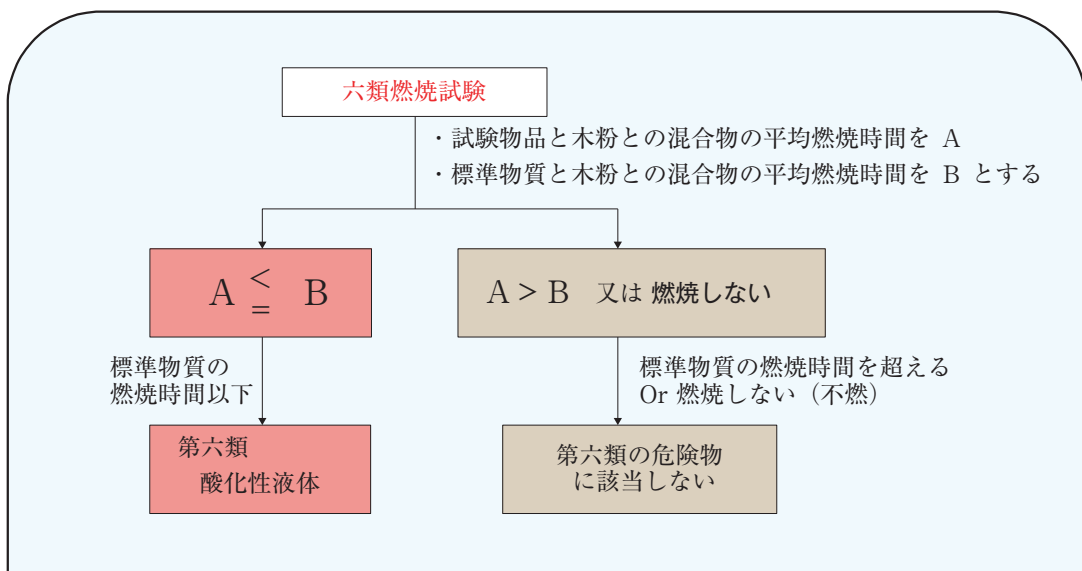 六類燃焼試験
・試験物品と木粉との混合物の平均燃焼時間を A
・標準物質と木粉との混合物の平均燃焼時間を B とする
A ≦ B
A > B 又は 燃焼しない
標準物質の
燃焼時間以下
標準物質の燃焼時間を超える
Or 燃焼しない（不燃）
第六類
酸化性液体
第六類の危険物
に該当しない